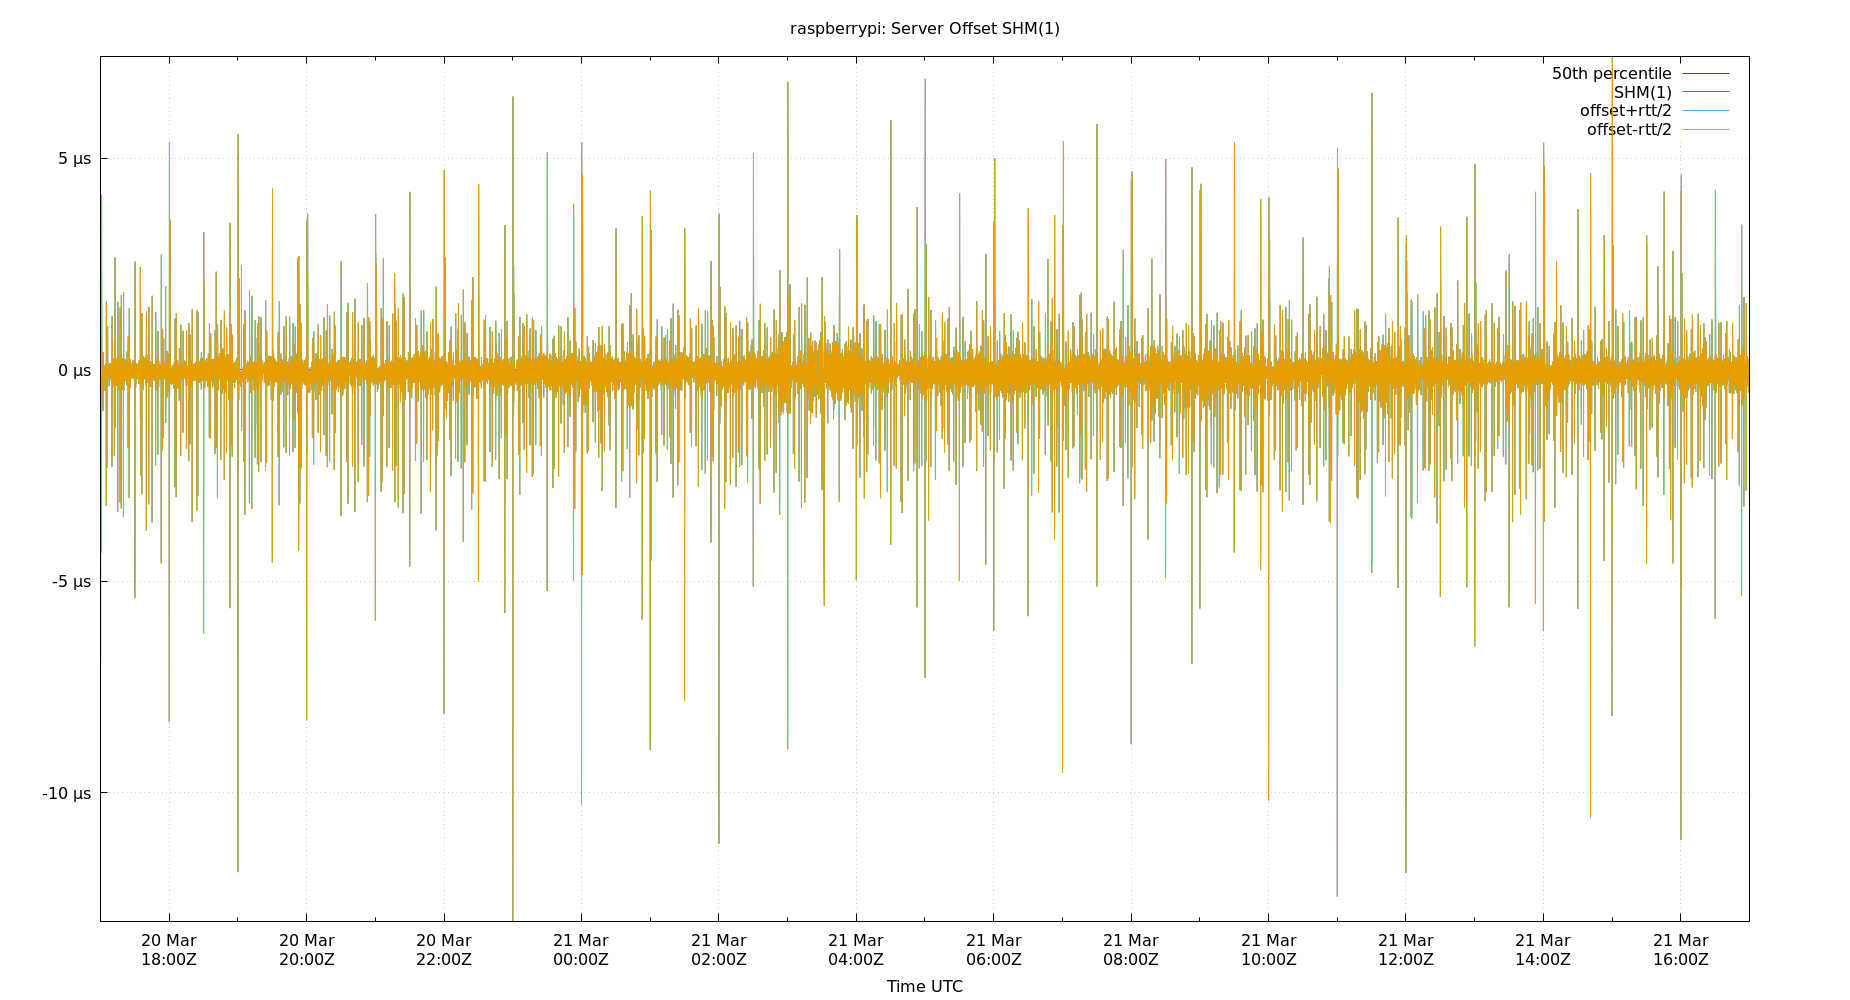 raspberrypi: Server Offset SHM(1)
50th percentile
SHM(1)
offset+rtt/2
offset-rtt/2
5 µs
0 µs
-5 µs
-10 µs
20 Mar 20 Mar 20 Mar 21 Mar 21 Mar 21 Mar 21 Mar 21 Mar 21 Mar 21 Mar 21 Mar 21 Mar
18:00Z 20:00Z 22:00Z 00:00Z 02:00Z 04:00Z 06:00Z 08:00Z 10:00Z 12:00Z 14:00Z 16:00Z
Time UTC